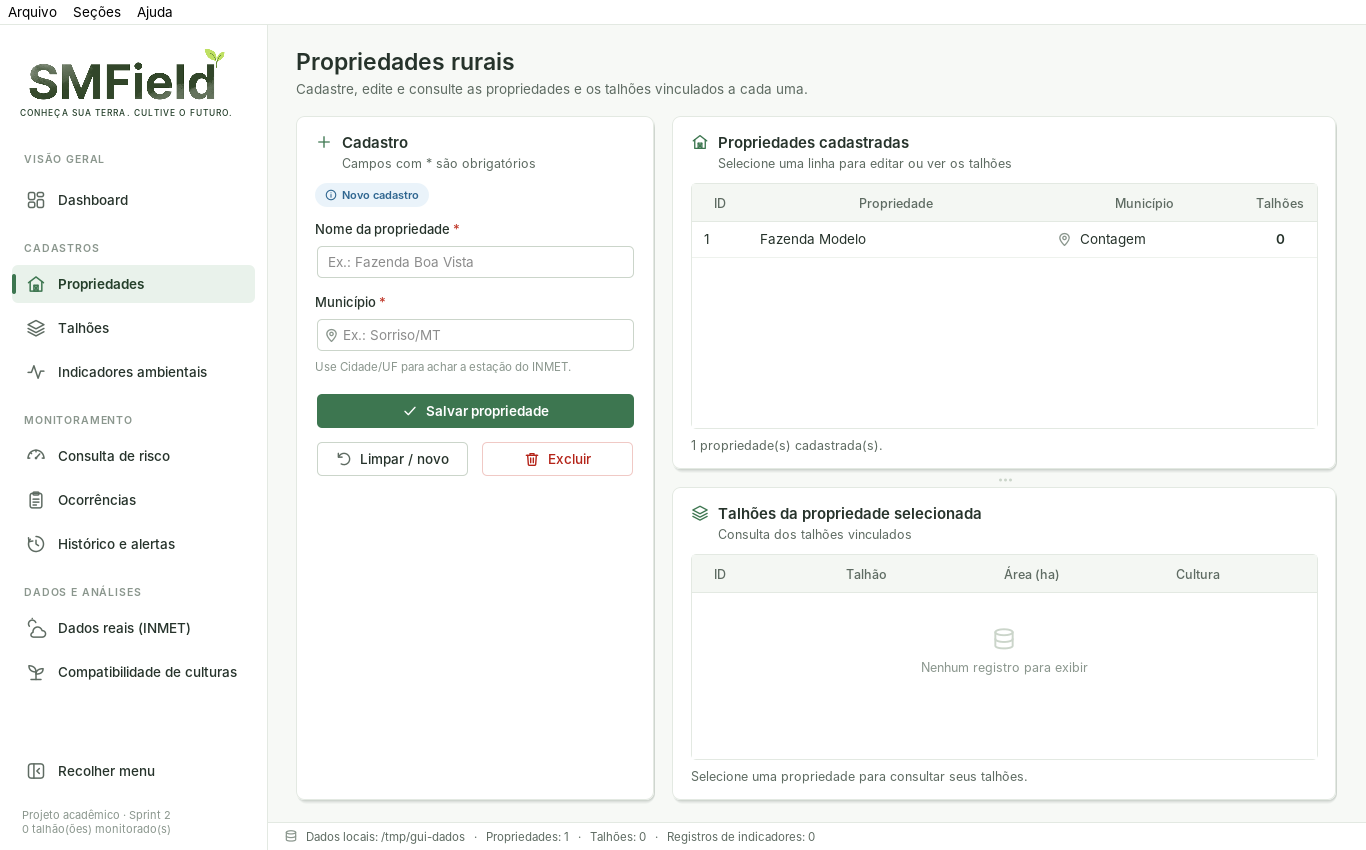 Arquivo Seções Ajuda
SMField
CONHEÇA SUA TERRA. CULTIVE O FUTURO.
VISÃO GERAL
Dashboard
CADASTROS
Propriedades
Talhões
Indicadores ambientais
MONITORAMENTO
Consulta de risco
Ocorrências
Histórico e alertas
DADOS E ANÁLISES
Dados reais (INMET)
Compatibilidade de culturas
Recolher menu
Projeto acadêmico · Sprint 2
0 talhão(ões) monitorado(s)
Propriedades rurais
Cadastre, edite e consulte as propriedades e os talhões vinculados a cada uma.
Cadastro
Campos com * são obrigatórios
Novo cadastro
Nome da propriedade *
Ex.: Fazenda Boa Vista
Município *
Ex.: Sorriso/MT
Use Cidade/UF para achar a estação do INMET.
Salvar propriedade
Limpar / novo Excluir
Propriedades cadastradas
Selecione uma linha para editar ou ver os talhões
ID Propriedade Município Talhões
1 Fazenda Modelo Contagem 0
1 propriedade(s) cadastrada(s).
Talhões da propriedade selecionada
Consulta dos talhões vinculados
ID Talhão Área (ha) Cultura
Nenhum registro para exibir
Selecione uma propriedade para consultar seus talhões.
Dados locais: /tmp/gui-dados · Propriedades: 1 · Talhões: 0 · Registros de indicadores: 0